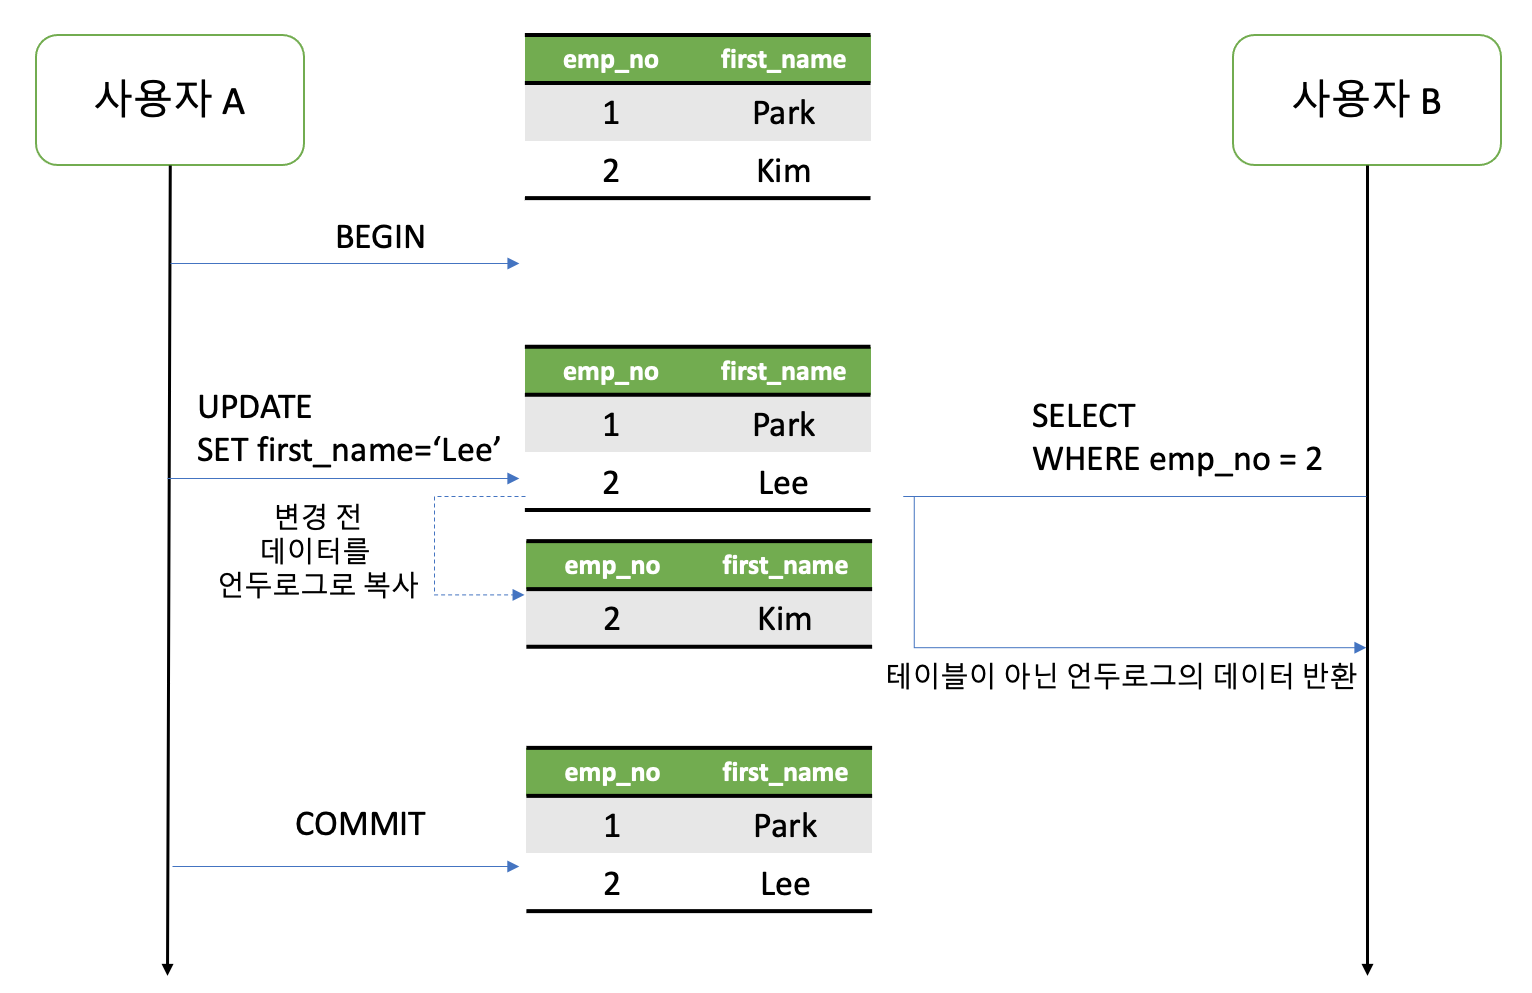 사용자 A
emp_no first_name
1 Park
2 Kim
사용자 B
BEGIN
UPDATE
SET first_name=‘Lee’
emp_no first_name
1 Park
2 Lee
SELECT
WHERE emp_no = 2
변경 전
데이터를
언두로그로 복사
emp_no first_name
2 Kim
테이블이 아닌 언두로그의 데이터 반환
COMMIT
emp_no first_name
1 Park
2 Lee